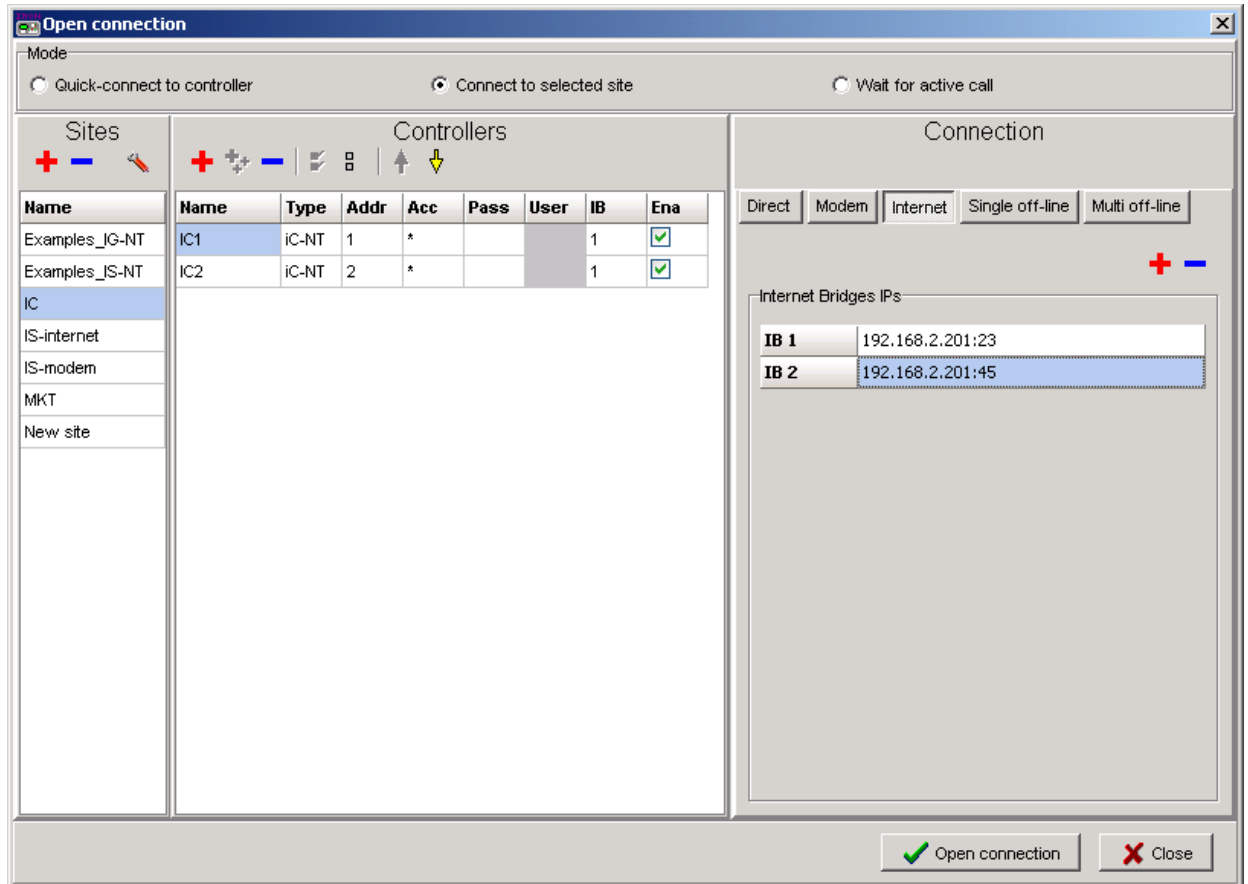 Open connection
Mode
Quick-connect to controller Connect to selected site Wait for active call
Sites Controllers Connection
Name Name Type Addr Acc Pass User IB Ena
Direct Modem Internet Single off-line Multi off-line
Examples_IG-NT IC1 iC-NT 1 * 1
Examples_IS-NT IC2 iC-NT 2 * 1
IC
IS-internet
IS-modem
MKT
New site
Internet Bridges IPs
IB 1 192.168.2.201:23
IB 2 192.168.2.201:45
Open connection Close